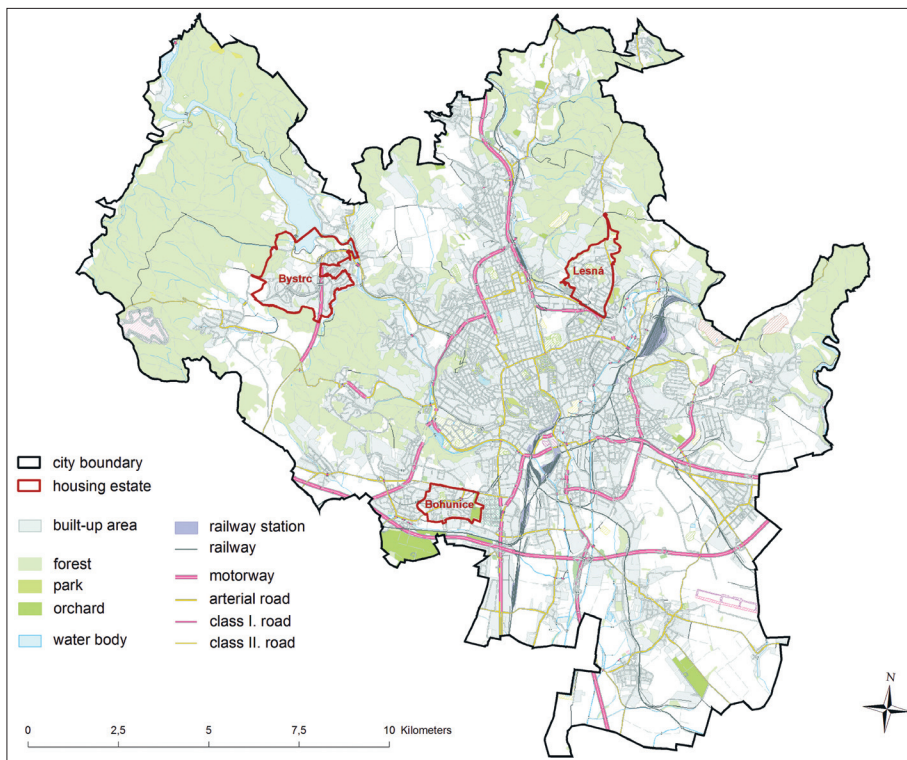 Bystrc
Lesná
Bohunice
city boundary
housing estate
built-up area
forest
park
orchard
water body
railway station
railway
motorway
arterial road
class I. road
class II. road
N
0 2,5 5 7,5 10 Kilometers